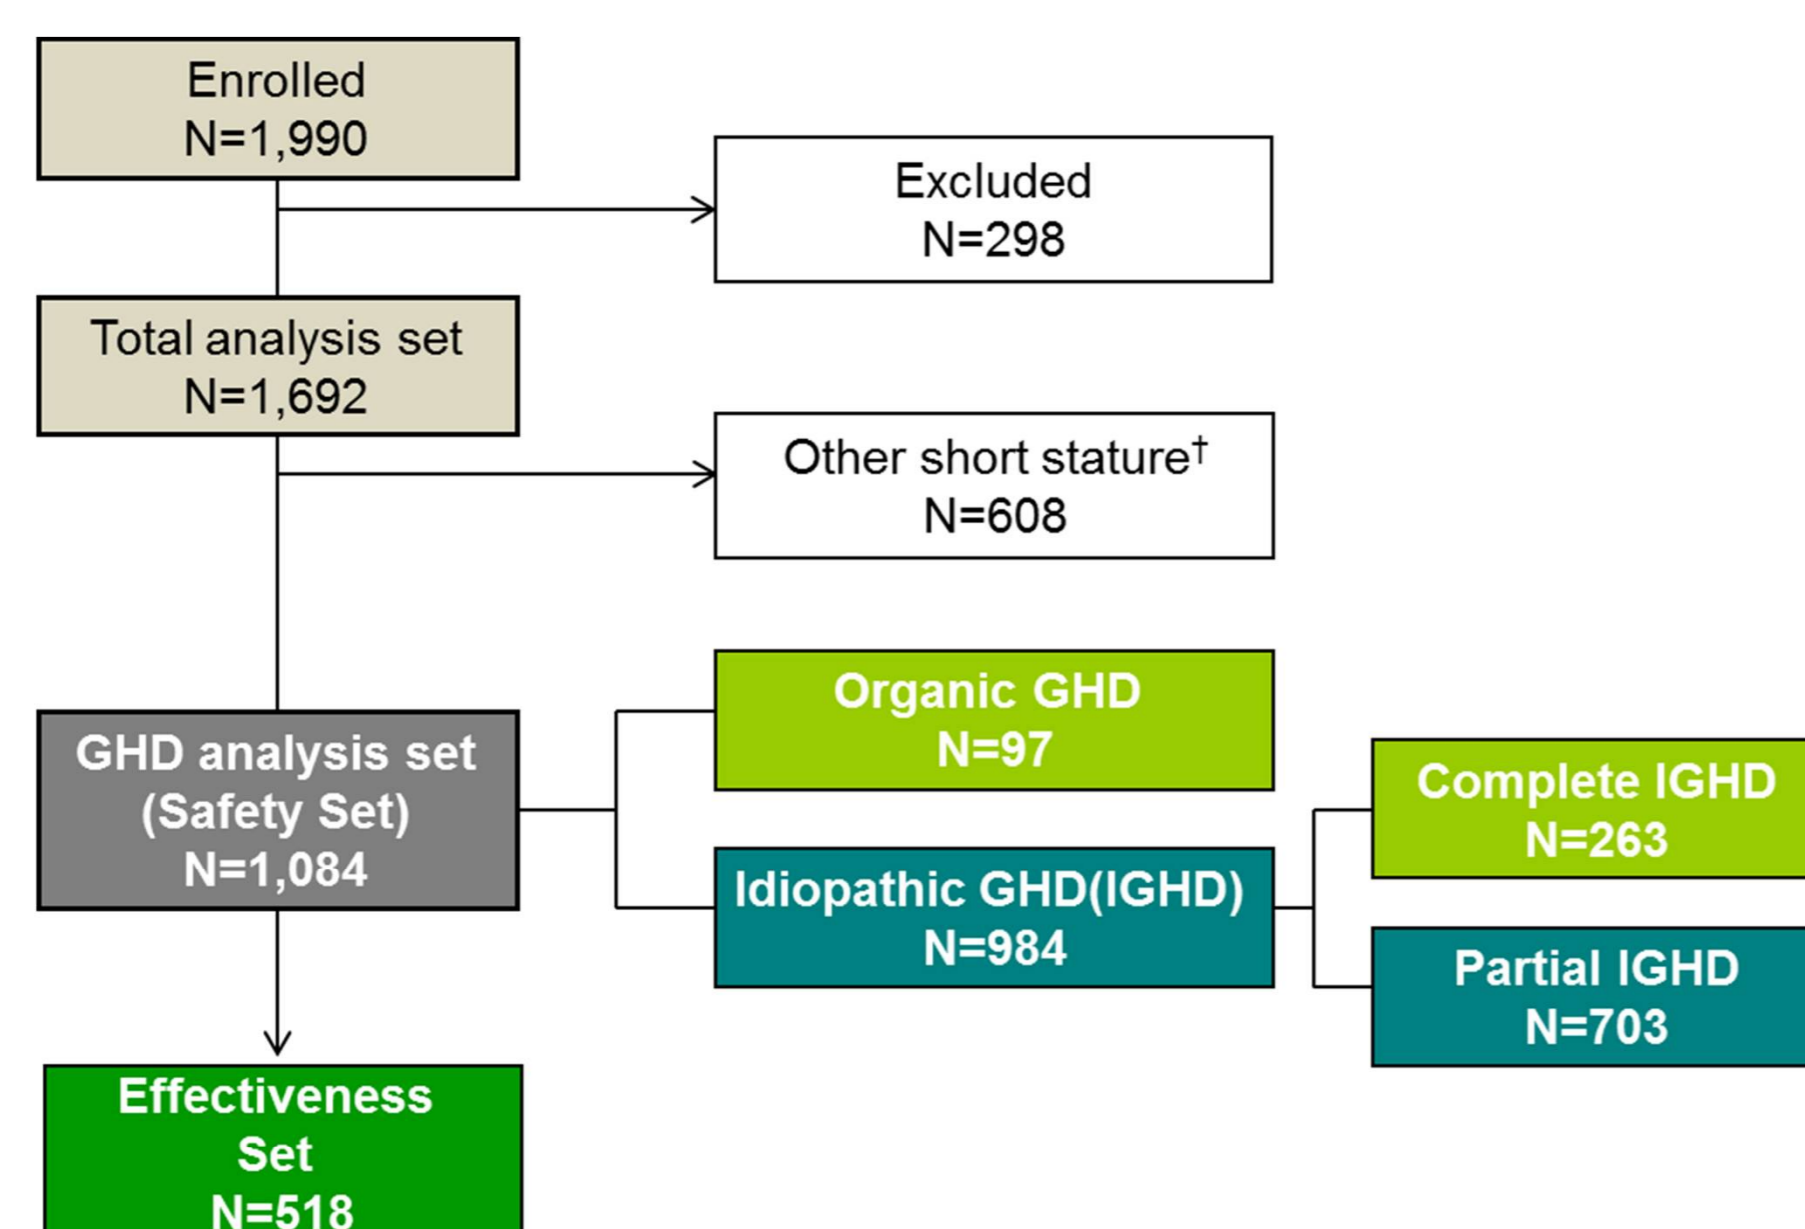 Enrolled
N=1,990
Excluded
N=298
Total analysis set
N=1,692
Other short stature†
N=608
Organic GHD
N=97
GHD analysis set
(Safety Set)
N=1,084
Complete IGHD
N=263
Idiopathic GHD(IGHD)
N=984
Partial IGHD
N=703
Effectiveness
Set
N=518